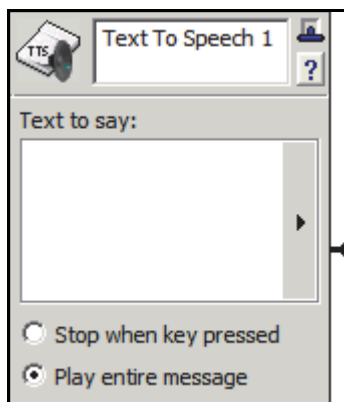 TTS
Text To Speech 1
?
Text to say:
Stop when key pressed
Play entire message